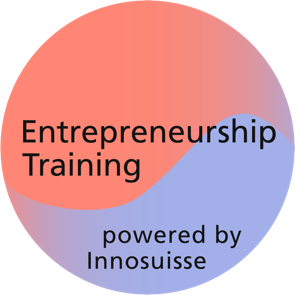 Entrepreneurship
Training
powered by
Innosuisse